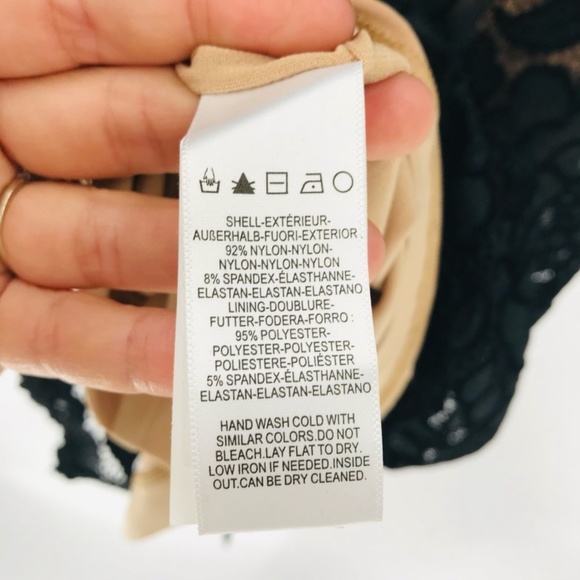 SHELL-EXTÉRIEUR-
AUßERHALB-FUORI-EXTERIOR :
92% NYLON-NYLON-
NYLON-NYLON-NYLON
8% SPANDEX-ÉLASTHANNE-
ELASTAN-ELASTAN-ELASTANO
LINING-DOUBLURE-
FUTTER-FODERA-FORRO :
95% POLYESTER-
POLYESTER-POLYESTER-
POLIESTERE-POLIÉSTER
5% SPANDEX-ÉLASTHANNE-
ELASTAN-ELASTAN-ELASTANO
HAND WASH COLD WITH
SIMILAR COLORS.DO NOT
BLEACH.LAY FLAT TO DRY.
LOW IRON IF NEEDED.INSIDE
OUT.CAN BE DRY CLEANED.